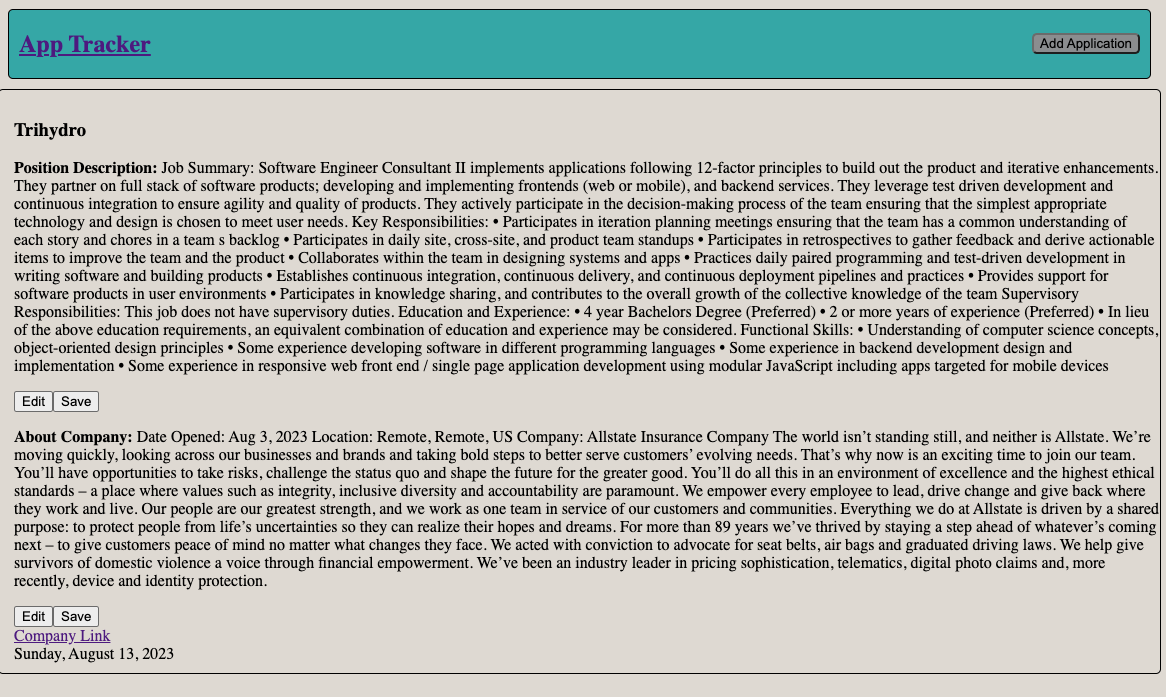 App Tracker
Add Application
Trihydro
Position Description: Job Summary: Software Engineer Consultant II implements applications following 12-factor principles to build out the product and iterative enhancements.
They partner on full stack of software products; developing and implementing frontends (web or mobile), and backend services. They leverage test driven development and
continuous integration to ensure agility and quality of products. They actively participate in the decision-making process of the team ensuring that the simplest appropriate
technology and design is chosen to meet user needs. Key Responsibilities: • Participates in iteration planning meetings ensuring that the team has a common understanding of
each story and chores in a team s backlog • Participates in daily site, cross-site, and product team standups • Participates in retrospectives to gather feedback and derive actionable
items to improve the team and the product • Collaborates within the team in designing systems and apps • Practices daily paired programming and test-driven development in
writing software and building products • Establishes continuous integration, continuous delivery, and continuous deployment pipelines and practices • Provides support for
software products in user environments • Participates in knowledge sharing, and contributes to the overall growth of the collective knowledge of the team Supervisory
Responsibilities: This job does not have supervisory duties. Education and Experience: • 4 year Bachelors Degree (Preferred) • 2 or more years of experience (Preferred) • In lieu
of the above education requirements, an equivalent combination of education and experience may be considered. Functional Skills: • Understanding of computer science concepts,
object-oriented design principles • Some experience developing software in different programming languages • Some experience in backend development design and
implementation • Some experience in responsive web front end / single page application development using modular JavaScript including apps targeted for mobile devices
Edit Save
About Company: Date Opened: Aug 3, 2023 Location: Remote, Remote, US Company: Allstate Insurance Company The world isn’t standing still, and neither is Allstate. We’re
moving quickly, looking across our businesses and brands and taking bold steps to better serve customers’ evolving needs. That’s why now is an exciting time to join our team.
You’ll have opportunities to take risks, challenge the status quo and shape the future for the greater good. You’ll do all this in an environment of excellence and the highest ethical
standards – a place where values such as integrity, inclusive diversity and accountability are paramount. We empower every employee to lead, drive change and give back where
they work and live. Our people are our greatest strength, and we work as one team in service of our customers and communities. Everything we do at Allstate is driven by a shared
purpose: to protect people from life’s uncertainties so they can realize their hopes and dreams. For more than 89 years we’ve thrived by staying a step ahead of whatever’s coming
next – to give customers peace of mind no matter what changes they face. We acted with conviction to advocate for seat belts, air bags and graduated driving laws. We help give
survivors of domestic violence a voice through financial empowerment. We’ve been an industry leader in pricing sophistication, telematics, digital photo claims and, more
recently, device and identity protection.
Edit Save
Company Link
Sunday, August 13, 2023